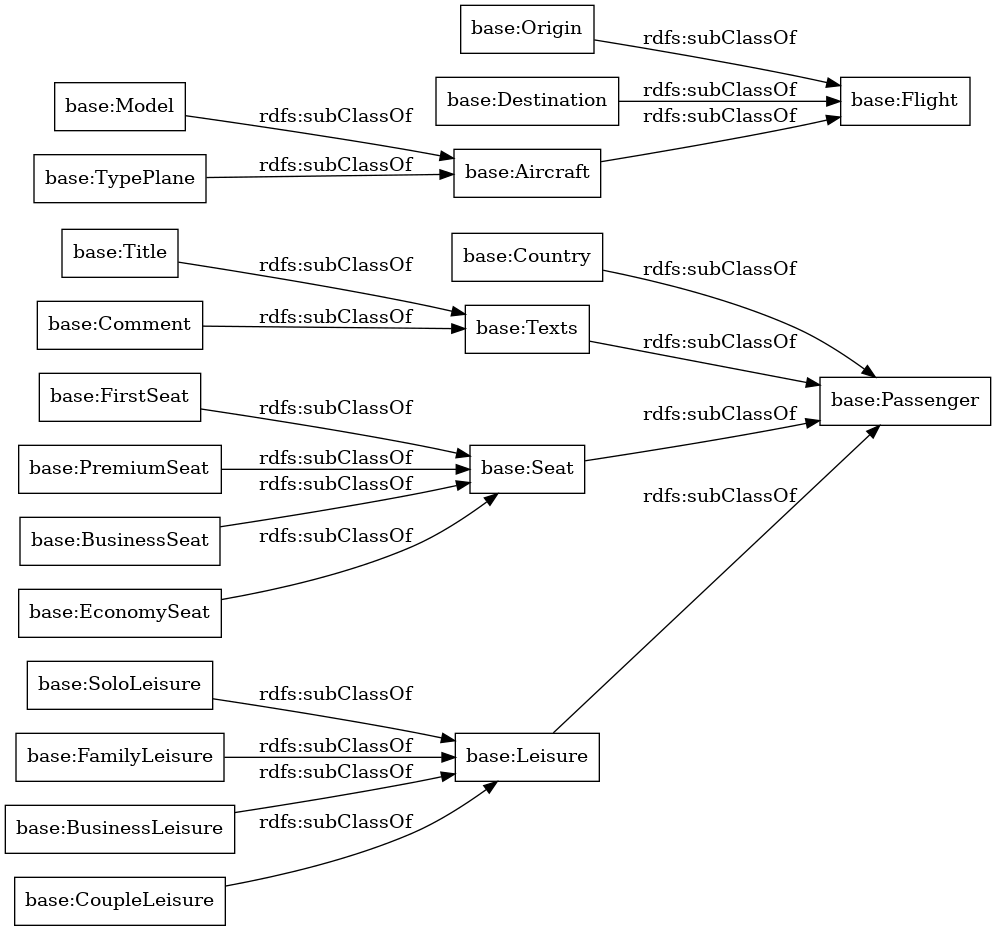 base:Origin
rdfs:subClassOf
base:Destination
rdfs:subClassOf
base:Flight
base:Model
rdfs:subClassOf
rdfs:subClassOf
base:TypePlane
rdfs:subClassOf
base:Aircraft
base:Title
rdfs:subClassOf
base:Country
rdfs:subClassOf
base:Comment
rdfs:subClassOf
base:Texts
rdfs:subClassOf
base:FirstSeat
rdfs:subClassOf
base:Passenger
rdfs:subClassOf
base:PremiumSeat
rdfs:subClassOf
base:Seat
rdfs:subClassOf
rdfs:subClassOf
base:BusinessSeat
rdfs:subClassOf
base:EconomySeat
base:SoloLeisure
rdfs:subClassOf
base:FamilyLeisure
rdfs:subClassOf
base:Leisure
rdfs:subClassOf
base:BusinessLeisure
rdfs:subClassOf
base:CoupleLeisure